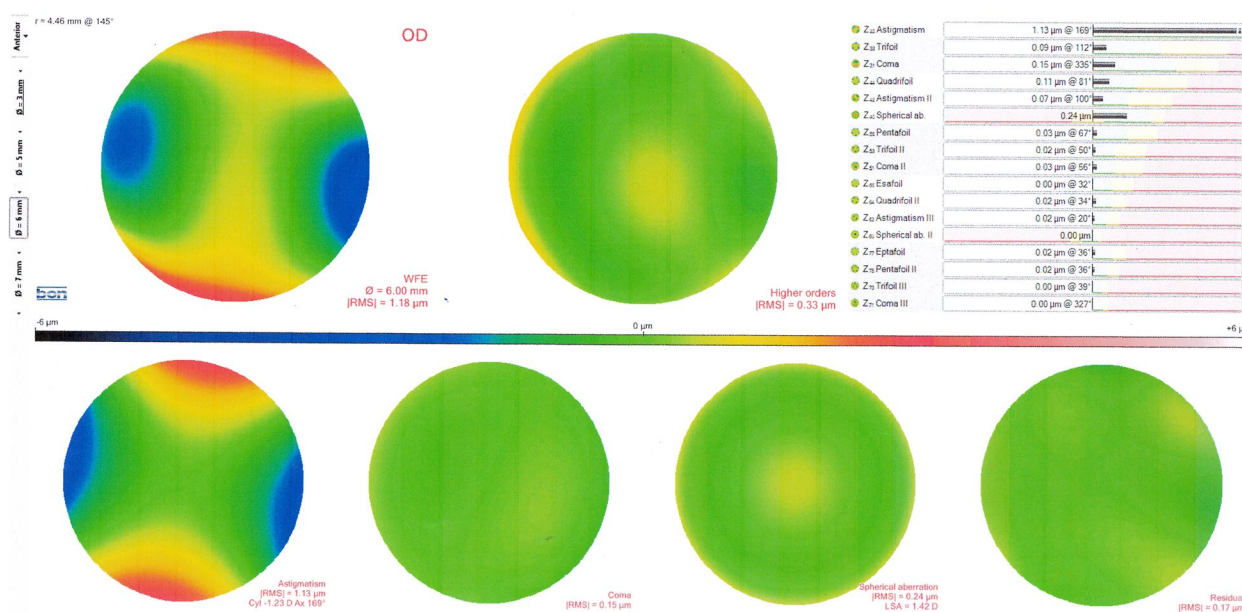 r = 4.46 mm @ 145°
Anterior
Ø = 3 mm
Ø = 5 mm
Ø = 6 mm
Ø = 7 mm
OD
WFE
Ø = 6.00 mm
|RMS| = 1.18 µm
bon
Higher orders
|RMS| = 0.33 µm
Z₂₂ Astigmatism 1.13 µm @ 169°
Z₃₃ Trifoil 0.09 µm @ 112°
Z₃₁ Coma 0.15 µm @ 335°
Z₄₄ Quadrifoil 0.11 µm @ 81°
Z₄₂ Astigmatism II 0.07 µm @ 100°
Z₄₀ Spherical ab. 0.24 µm
Z₅₅ Pentafoil 0.03 µm @ 67°
Z₅₃ Trifoil II 0.02 µm @ 50°
Z₅₁ Coma II 0.03 µm @ 56°
Z₆₆ Esafoil 0.00 µm @ 32°
Z₆₄ Quadrifoil II 0.02 µm @ 34°
Z₆₂ Astigmatism III 0.02 µm @ 20°
Z₆₀ Spherical ab. II 0.00 µm
Z₇₇ Eptafoil 0.02 µm @ 36°
Z₇₅ Pentafoil II 0.02 µm @ 36°
Z₇₃ Trifoil III 0.00 µm @ 39°
Z₇₁ Coma III 0.00 µm @ 327°
-6 µm 0 µm +6 µ
Astigmatism
|RMS| = 1.13 µm
Cyl -1.23 D Ax 169°
Coma
|RMS| = 0.15 µm
Spherical aberration
|RMS| = 0.24 µm
LSA = 1.42 D
Residual
|RMS| = 0.17 µm